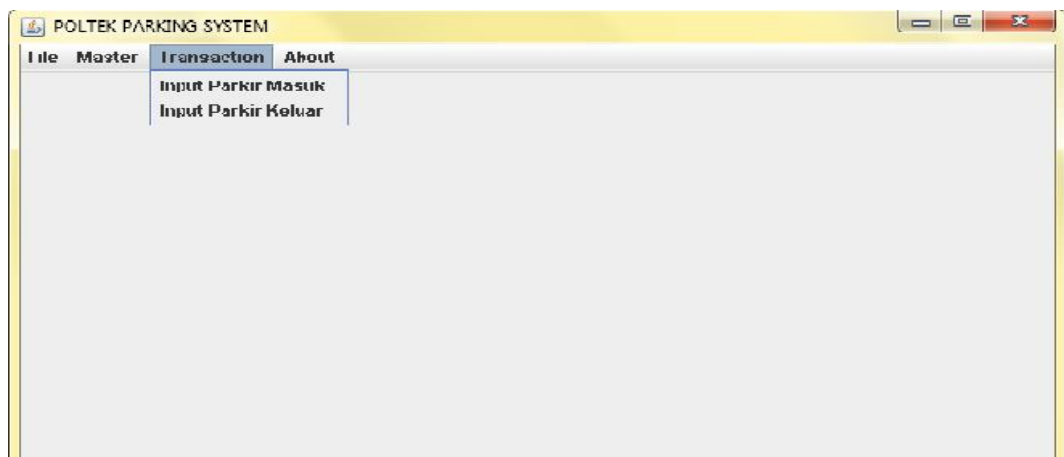 POLTEK PARKING SYSTEM
File Master Transaction About
Input Parkir Masuk
Input Parkir Keluar